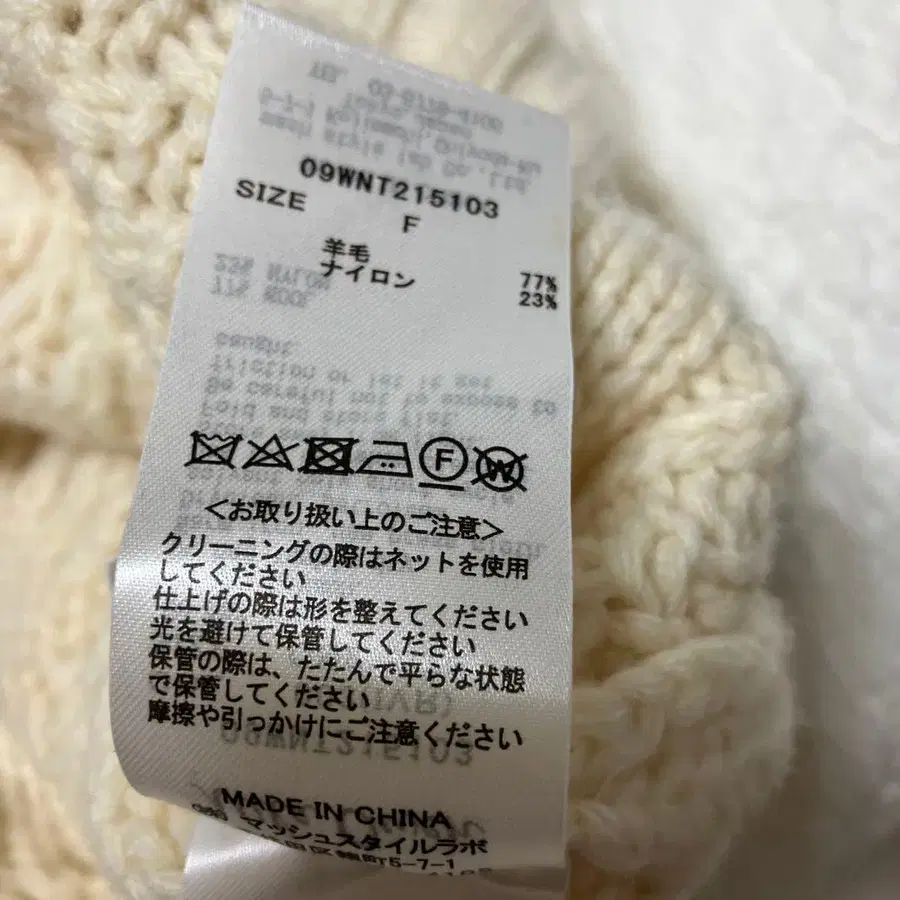 09WNT215103
SIZE F
羊毛 77%
ナイロン 23%
F W
<お取り扱い上のご注意>
クリーニングの際はネットを使用
してください
仕上げの際は形を整えてください
光を避けて保管してください
保管の際は、たたんで平らな状態
で保管してください
摩擦や引っかけにご注意ください
MADE IN CHINA
マッシュスタイルラボ
区麹町5-7-1